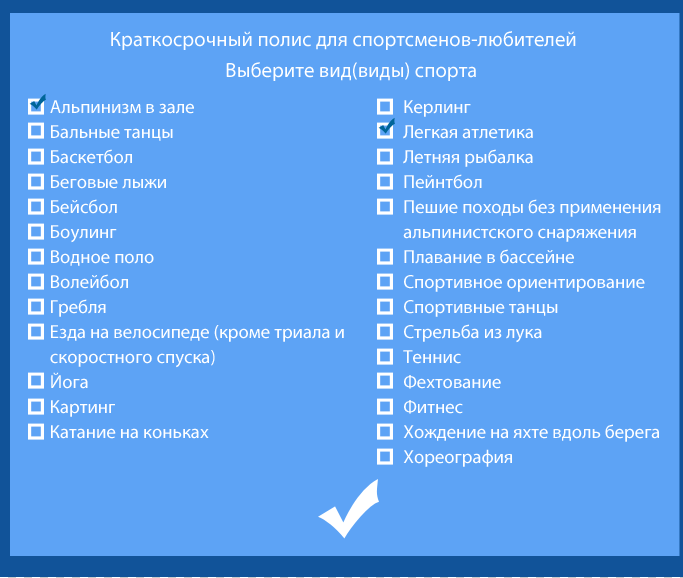 Краткосрочный полис для спортсменов-любителей
Выберите вид(виды) спорта
Альпинизм в зале
Бальные танцы
Баскетбол
Беговые лыжи
Бейсбол
Боулинг
Водное поло
Волейбол
Гребля
Езда на велосипеде (кроме триала и
скоростного спуска)
Йога
Картинг
Катание на коньках
Керлинг
Легкая атлетика
Летняя рыбалка
Пейнтбол
Пешие походы без применения
альпинистского снаряжения
Плавание в бассейне
Спортивное ориентирование
Спортивные танцы
Стрельба из лука
Теннис
Фехтование
Фитнес
Хождение на яхте вдоль берега
Хореография